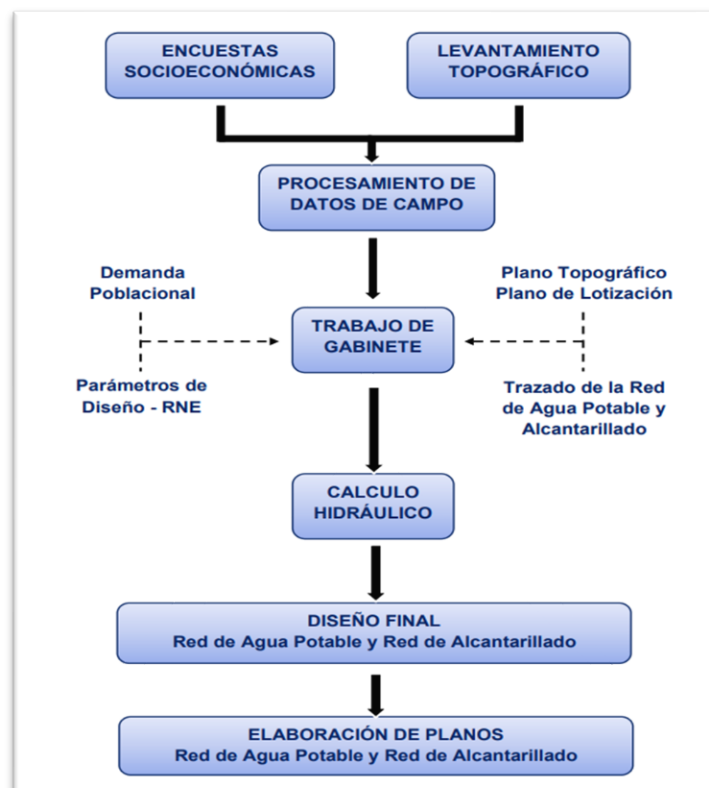 ENCUESTAS
SOCIOECONÓMICAS
LEVANTAMIENTO
TOPOGRÁFICO
PROCESAMIENTO DE
DATOS DE CAMPO
Demanda
Poblacional
Plano Topográfico
Plano de Lotización
TRABAJO DE
GABINETE
Parámetros de
Diseño - RNE
Trazado de la Red
de Agua Potable y
Alcantarillado
CALCULO
HIDRÁULICO
DISEÑO FINAL
Red de Agua Potable y Red de Alcantarillado
ELABORACIÓN DE PLANOS
Red de Agua Potable y Red de Alcantarillado